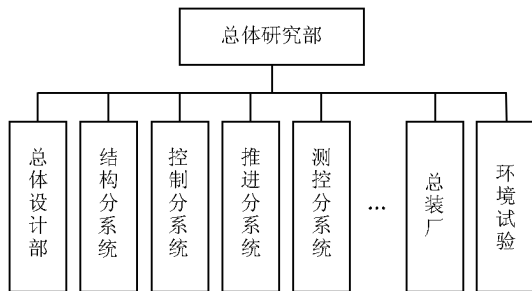 总体研究部
总体设计部
结构分系统
控制分系统
推进分系统
测控分系统
...
总装厂
环境试验